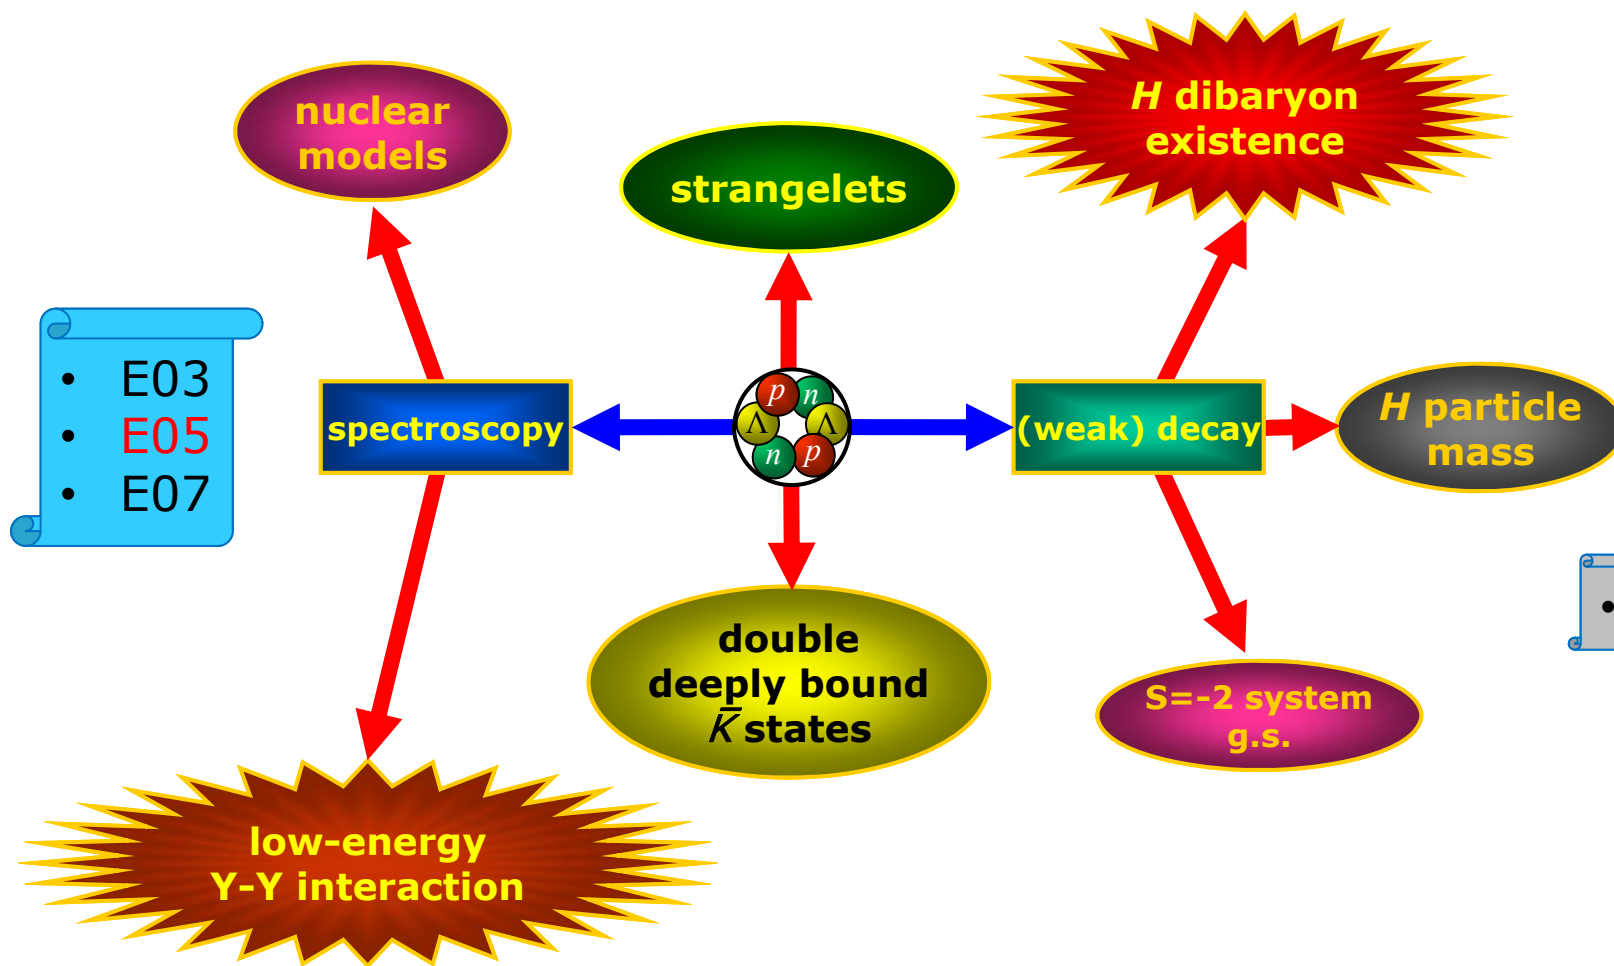 nuclear
models
strangelets
H dibaryon
existence
• E03
• E05
• E07
spectroscopy
p n
Λ Λ
n p
(weak) decay
H particle
mass
•
double
deeply bound
K̅ states
S=-2 system
g.s.
low-energy
Y-Y interaction